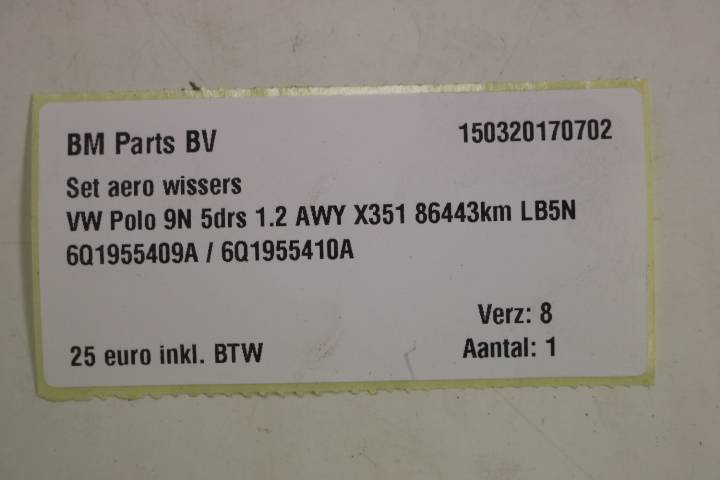 BM Parts BV 150320170702
Set aero wissers
VW Polo 9N 5drs 1.2 AWY X351 86443km LB5N
6Q1955409A / 6Q1955410A
Verz: 8
25 euro inkl. BTW Aantal: 1